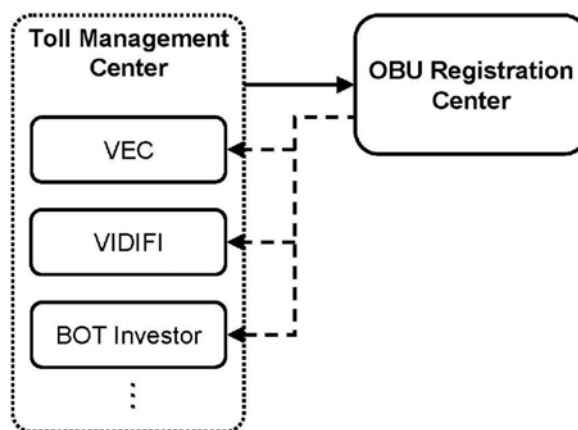 Toll Management
Center
OBU Registration
Center
VEC
VIDIFI
BOT Investor